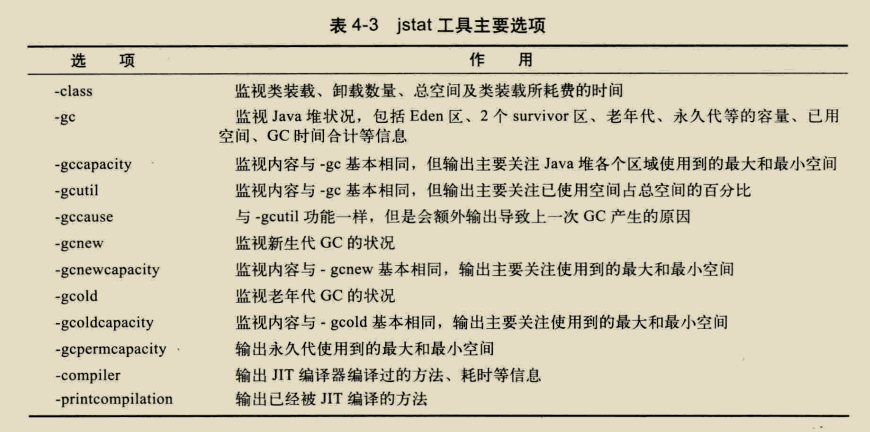 表 4-3 jstat 工具主要选项
选 项 作 用
-class 监视类装载、卸载数量、总空间及类装载所耗费的时间
-gc 监视 Java 堆状况，包括 Eden 区、2 个 survivor 区、老年代、永久代等的容量、已用
空间、GC 时间合计等信息
-gccapacity 监视内容与 -gc 基本相同，但输出主要关注 Java 堆各个区域使用到的最大和最小空间
-gcutil 监视内容与 -gc 基本相同，但输出主要关注已使用空间占总空间的百分比
-gccause 与 -gcutil 功能一样，但是会额外输出导致上一次 GC 产生的原因
-gcnew 监视新生代 GC 的状况
-gcnewcapacity 监视内容与 - gcnew 基本相同，输出主要关注使用到的最大和最小空间
-gcold 监视老年代 GC 的状况
-gcoldcapacity 监视内容与 - gcold 基本相同，输出主要关注使用到的最大和最小空间
-gcpermcapacity 输出永久代使用到的最大和最小空间
-compiler 输出 JIT 编译器编译过的方法、耗时等信息
-printcompilation 输出已经被 JIT 编译的方法